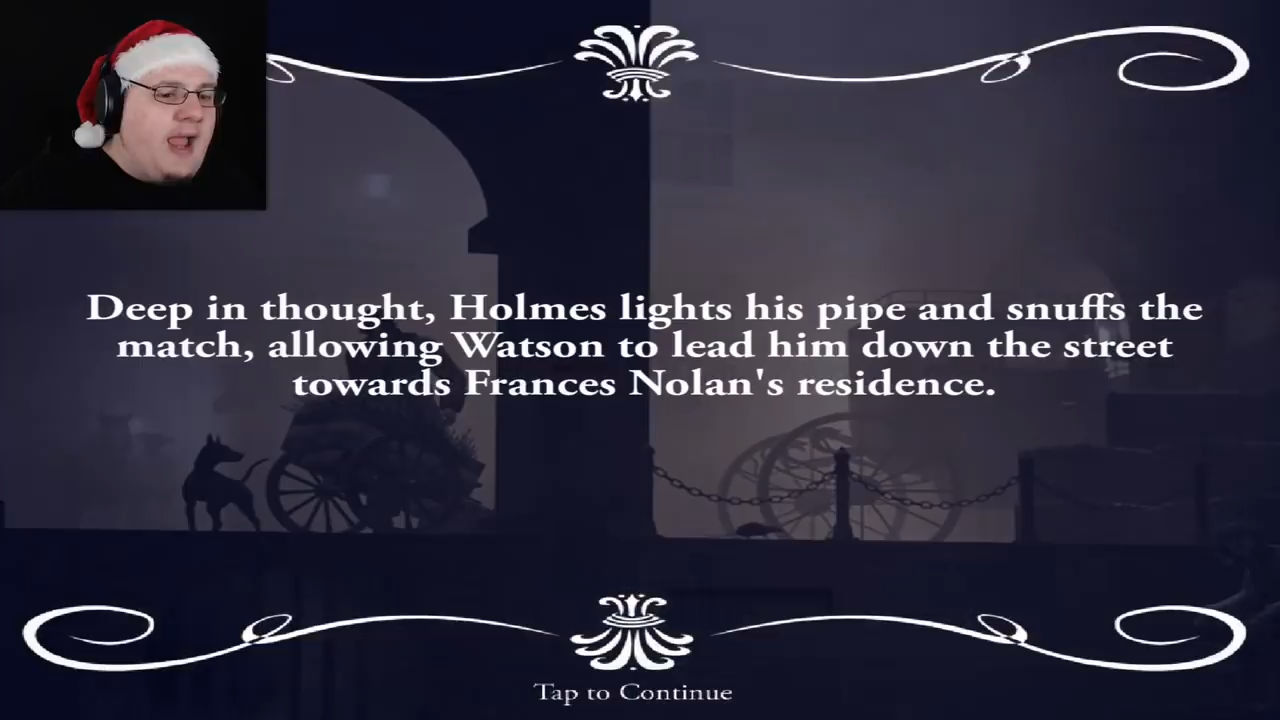 Deep in thought, Holmes lights his pipe and snuffs the
match, allowing Watson to lead him down the street
towards Frances Nolan's residence.
Tap to Continue